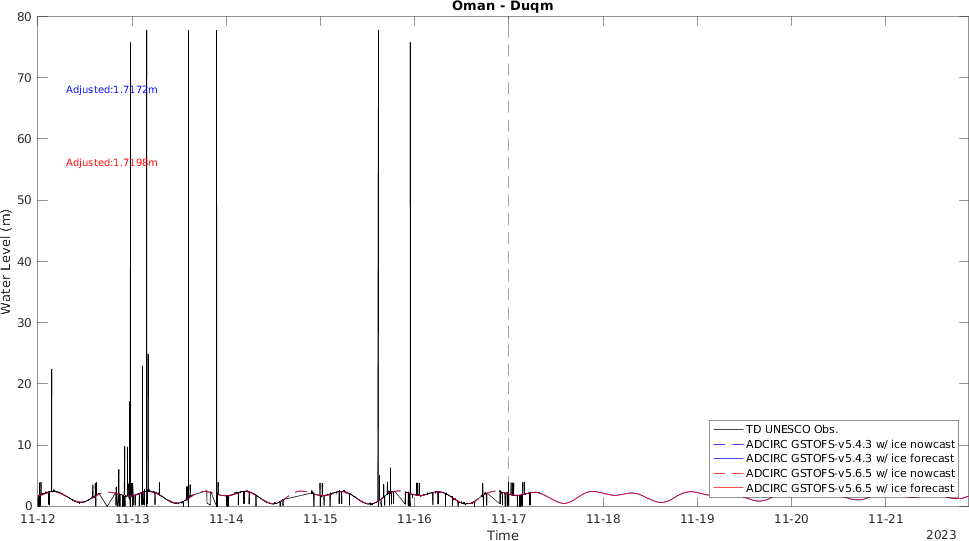 Oman - Duqm
80
70
60
50
40
30
20
10
0
Water Level (m)
Adjusted:1.7172m
Adjusted:1.7198m
TD UNESCO Obs.
ADCIRC GSTOFS-v5.4.3 w/ ice nowcast
ADCIRC GSTOFS-v5.4.3 w/ ice forecast
ADCIRC GSTOFS-v5.6.5 w/ ice nowcast
ADCIRC GSTOFS-v5.6.5 w/ ice forecast
11-12 11-13 11-14 11-15 11-16 11-17 11-18 11-19 11-20 11-21
Time
2023